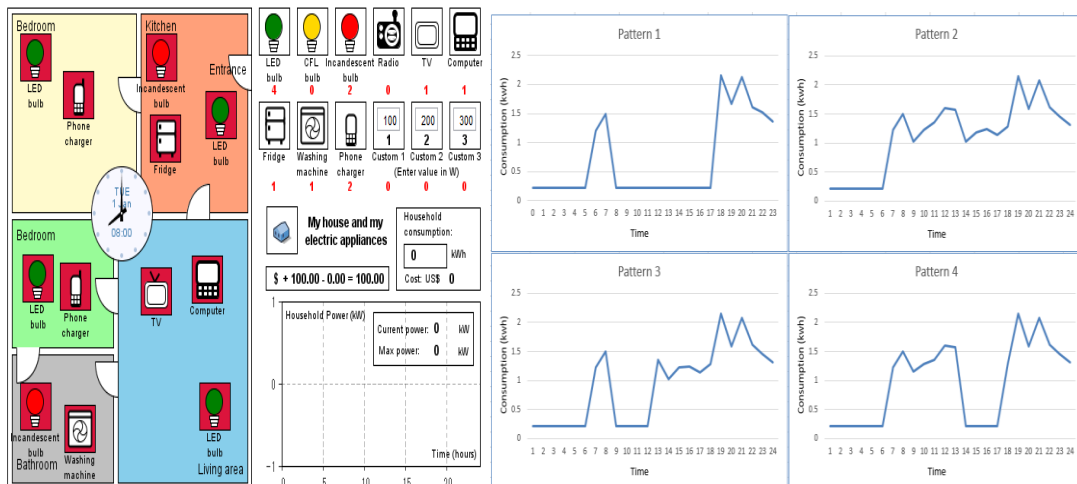 Bedroom
LED
bulb
Phone
charger
Kitchen
Incandescent
bulb
Entrance
LED
bulb
Fridge
TUE
1 Jan
08:00
Bedroom
LED
bulb
Phone
charger
TV
Computer
Incandescent
bulb
Bathroom
Washing
machine
LED
bulb
Living area
LED
bulb
CFL
bulb
Incandescent
bulb
Radio
TV
Computer
4 0 2 0 1 1
100 200 300
1 2 3
Fridge
Washing
machine
Phone
charger
Custom 1 Custom 2 Custom 3
(Enter value in W)
1 1 2 0 0 0
My house and my
electric appliances
Household
consumption:
0 kWh
Cost: US$ 0
$ + 100.00 - 0.00 = 100.00
Household Power (kW)
Current power: 0 kW
Max power: 0 kW
1
0
-1
Time (hours)
0 5 10 15 20
Pattern 1
Consumption (kwh)
2.5
2
1.5
1
0.5
0
0 1 2 3 4 5 6 7 8 9 10 11 12 13 14 15 16 17 18 19 20 21 22 23
Time
Pattern 2
Consumption (kwh)
2.5
2
1.5
1
0.5
0
1 2 3 4 5 6 7 8 9 10 11 12 13 14 15 16 17 18 19 20 21 22 23 24
Time
Pattern 3
Consumption (kwh)
2.5
2
1.5
1
0.5
0
1 2 3 4 5 6 7 8 9 10 11 12 13 14 15 16 17 18 19 20 21 22 23 24
Time
Pattern 4
Consumption (kwh)
2.5
2
1.5
1
0.5
0
1 2 3 4 5 6 7 8 9 10 11 12 13 14 15 16 17 18 19 20 21 22 23 24
Time